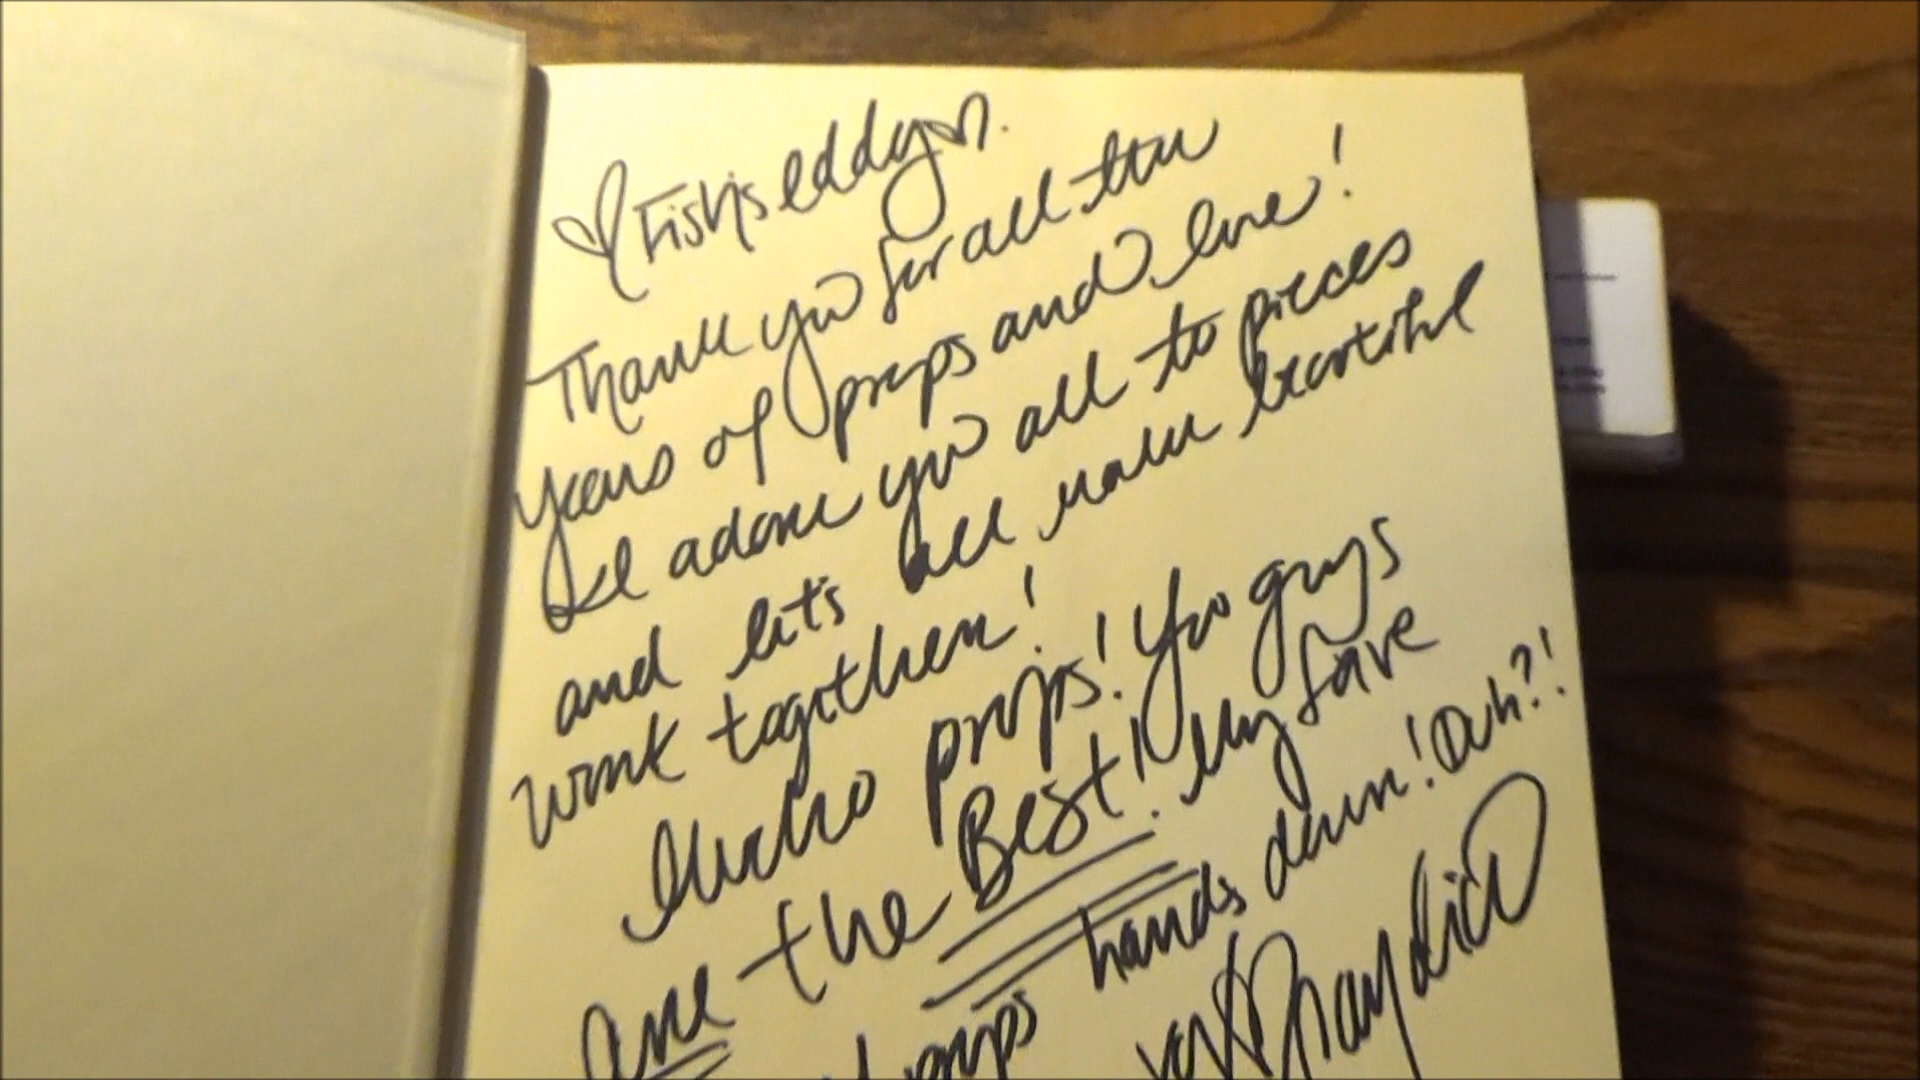 ♡ Fishs eddy ♡.
Thank you for all the
years of props and love!
adore you all to pieces
and let's all make beautiful
work together!
Mucho props! You guys
Are the Best! My fave
props hands down! Duh?!